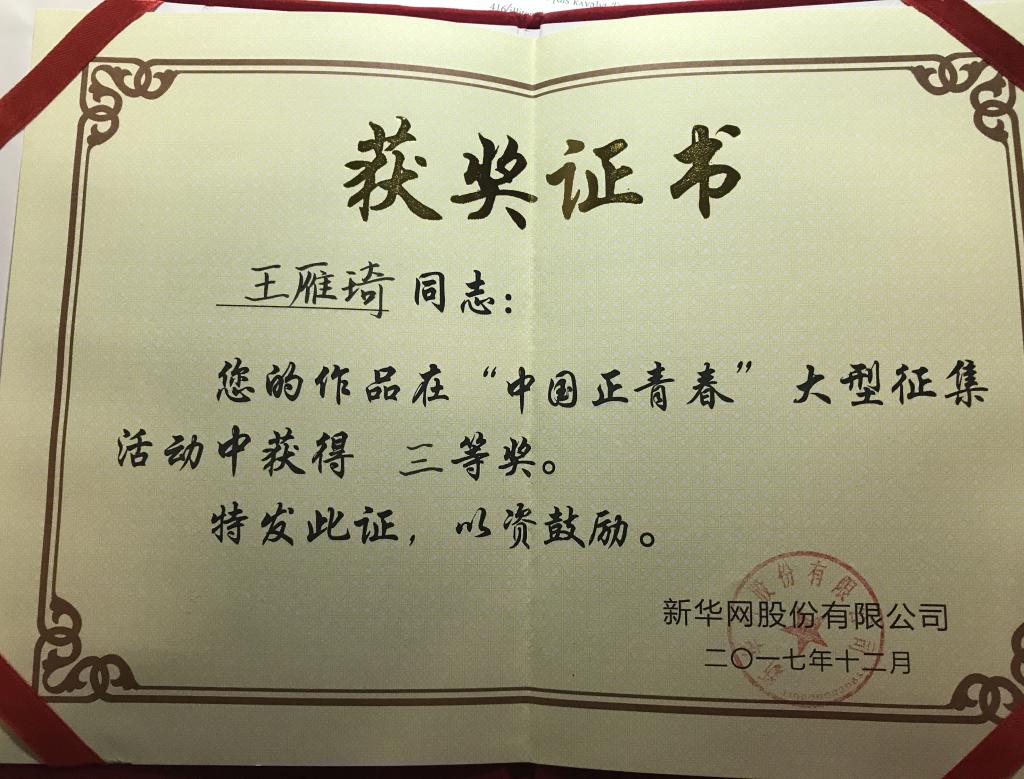 获奖证书
王雁琦 同志：
您的作品在“中国正青春”大型征集
活动中获得 三等奖。
特发此证，以资鼓励。
新华网股份有限公司
二〇一七年十二月